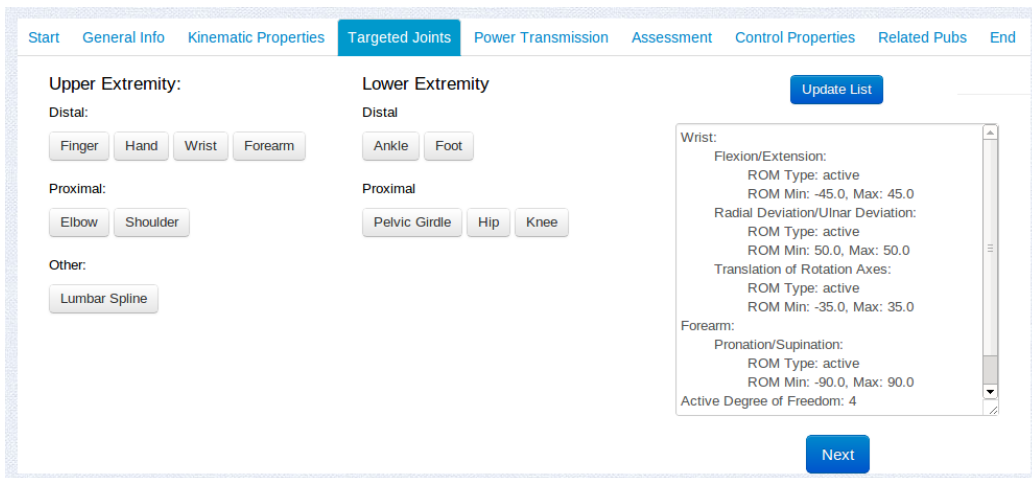 Start General Info Kinematic Properties Targeted Joints Power Transmission Assessment Control Properties Related Pubs End
Upper Extremity:
Distal:
Finger Hand Wrist Forearm
Proximal:
Elbow Shoulder
Other:
Lumbar Spline
Lower Extremity
Distal
Ankle Foot
Proximal
Pelvic Girdle Hip Knee
Update List
Wrist:
Flexion/Extension:
ROM Type: active
ROM Min: -45.0, Max: 45.0
Radial Deviation/Ulnar Deviation:
ROM Type: active
ROM Min: 50.0, Max: 50.0
Translation of Rotation Axes:
ROM Type: active
ROM Min: -35.0, Max: 35.0
Forearm:
Pronation/Supination:
ROM Type: active
ROM Min: -90.0, Max: 90.0
Active Degree of Freedom: 4
Next